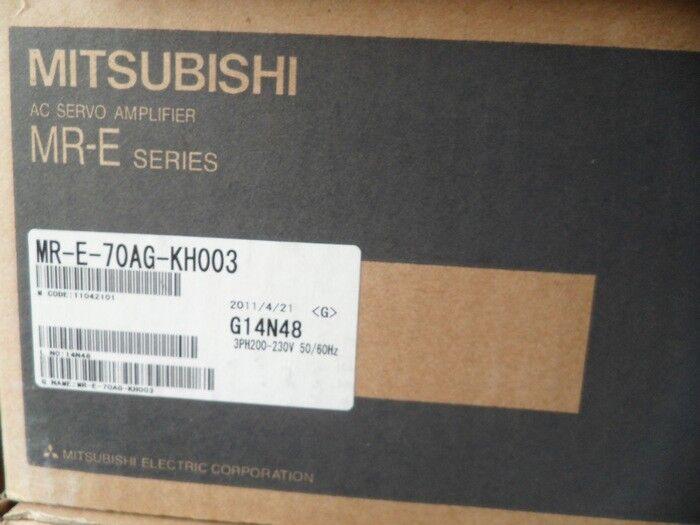 MITSUBISHI
AC SERVO AMPLIFIER
MR-E SERIES
MR-E-70AG-KH003
M CODE:11042101
2011/4/21 <G>
G14N48
3PH200-230V 50/60Hz
L NO:14N48
G NAME:MR-E-70AG-KH003
MITSUBISHI ELECTRIC CORPORATION